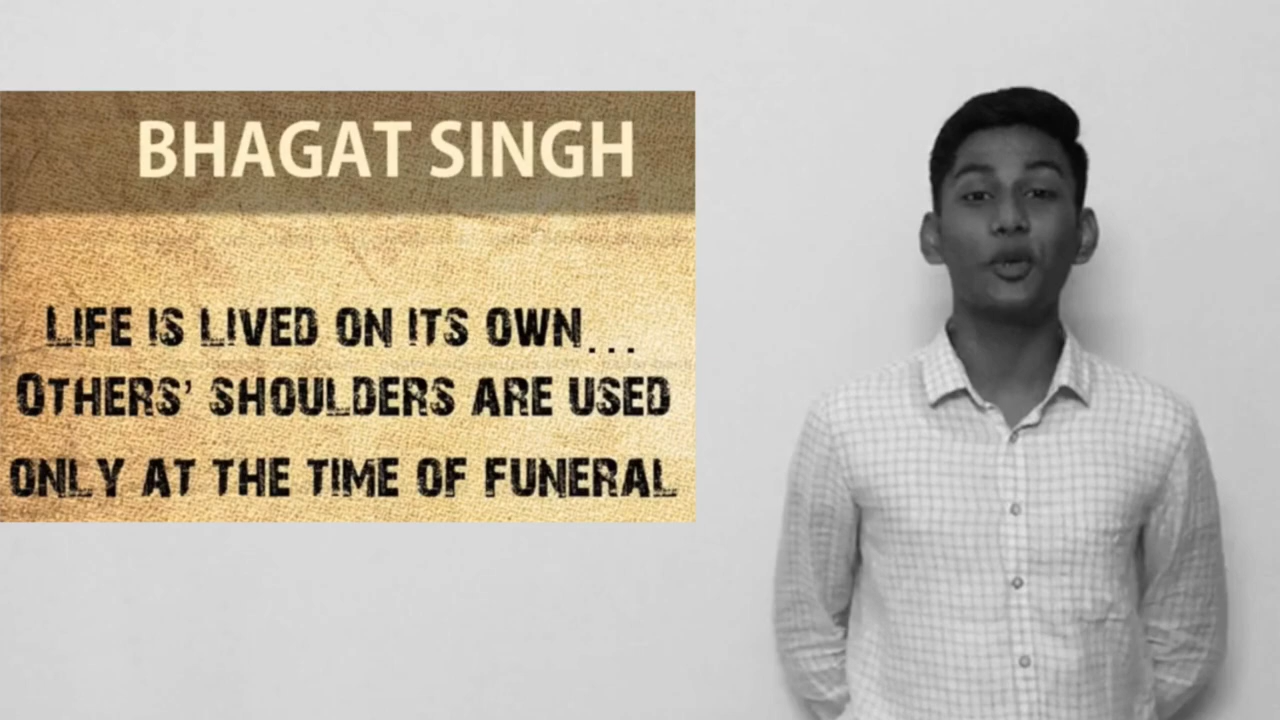 BHAGAT SINGH
LIFE IS LIVED ON ITS OWN...
OTHERS' SHOULDERS ARE USED
ONLY AT THE TIME OF FUNERAL